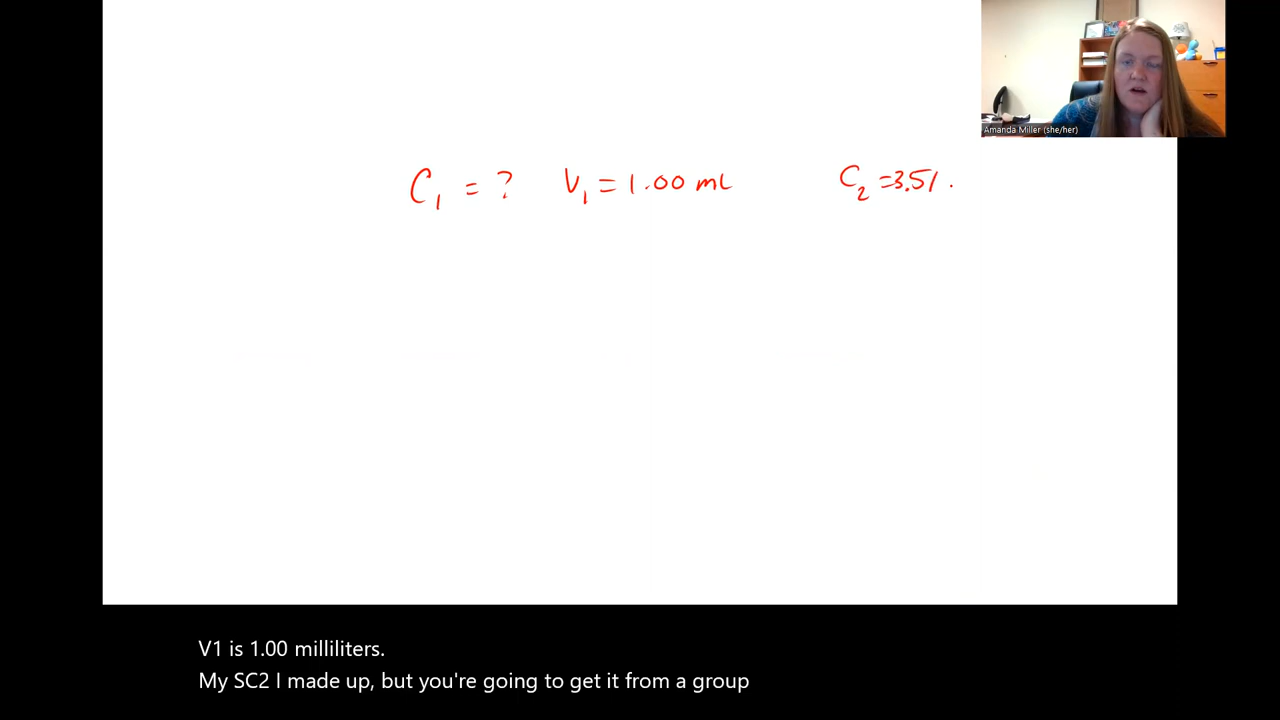 Amanda Miller (she/her)
C₁ = ? V₁ = 1.00 mL C₂ = 3.51 .
V1 is 1.00 milliliters.
My SC2 I made up, but you're going to get it from a group